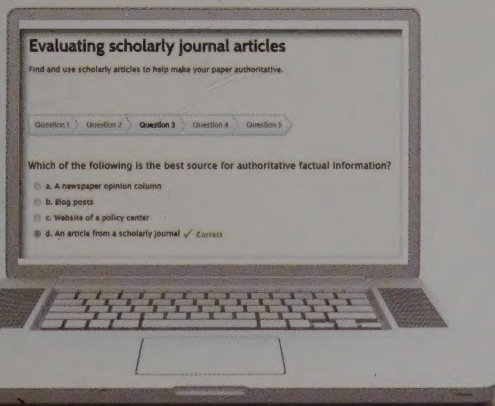 Evaluating scholarly journal articles
Find and use scholarly articles to help make your paper authoritative.
Question 1 Question 2 Question 3 Question 4 Question 5
Which of the following is the best source for authoritative factual information?
a. A newspaper opinion column
b. Blog posts
c. Website of a policy center
d. An article from a scholarly journal ✓ Correct